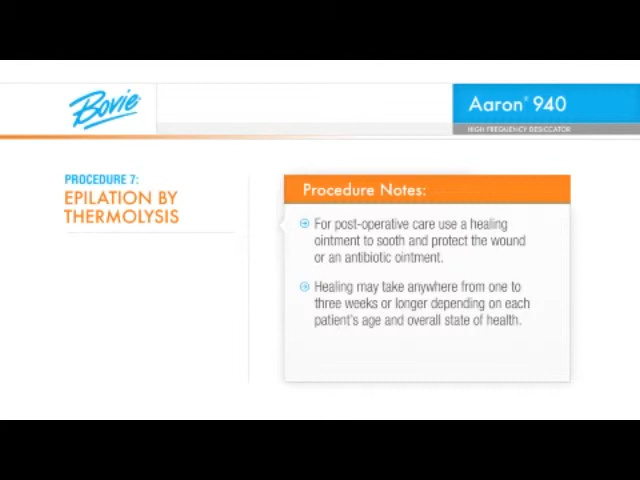 Bovie
Aaron® 940
HIGH FREQUENCY DESICCATOR
PROCEDURE 7:
EPILATION BY
THERMOLYSIS
Procedure Notes:
For post-operative care use a healing
ointment to sooth and protect the wound
or an antibiotic ointment.
Healing may take anywhere from one to
three weeks or longer depending on each
patient's age and overall state of health.